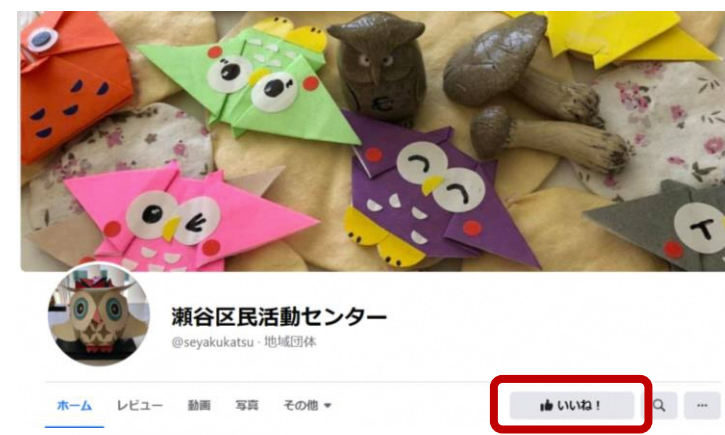 瀬谷区民活動センター
@seyakukatsu · 地域団体
ホーム レビュー 動画 写真 その他 ▼ いいね！ ...